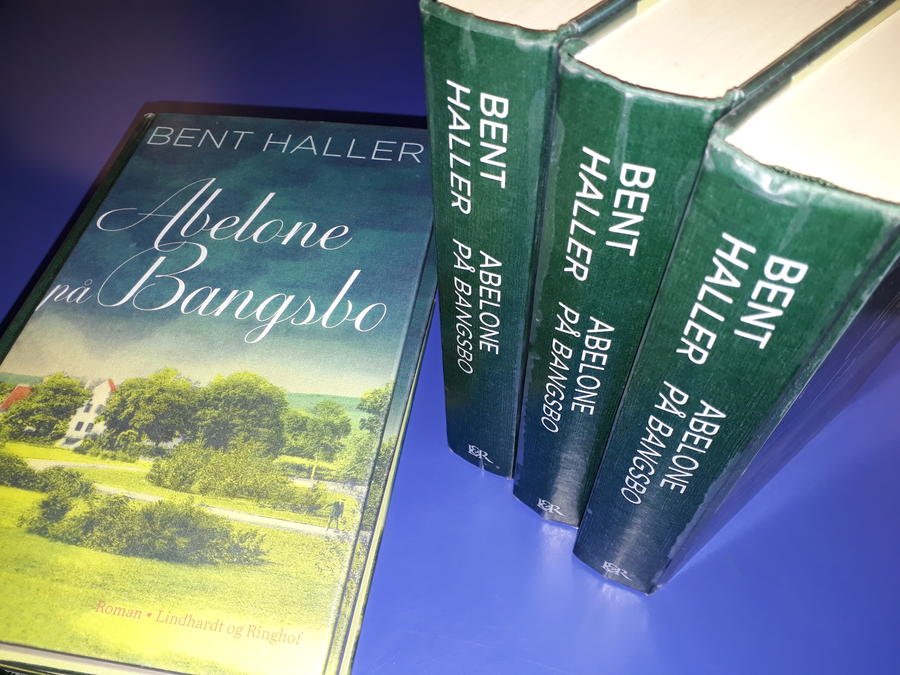 BENT HALLER
Abelone
på Bangsbo
Roman • Lindhardt og Ringhof
BENT
HALLER
ABELONE
PÅ BANGSBO
L&R
BENT
HALLER
ABELONE
PÅ BANGSBO
L&R
BENT
HALLER
ABELONE
PÅ BANGSBO
L&R